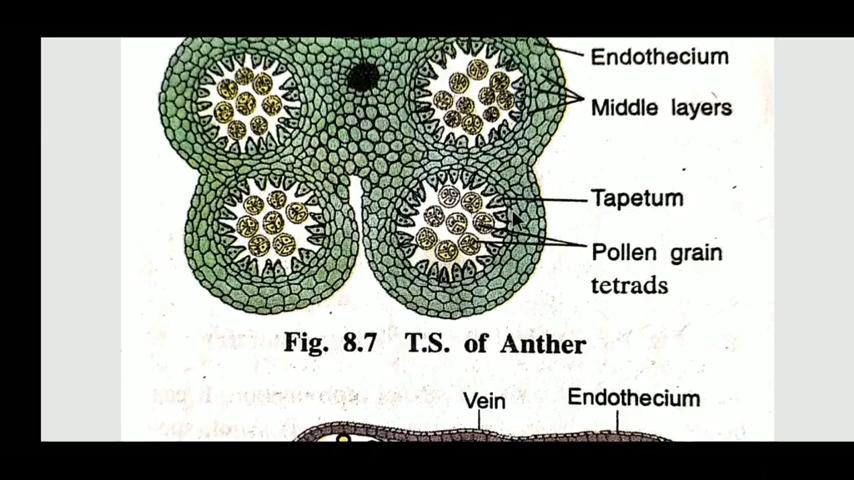 Endothecium
Middle layers
Tapetum
Pollen grain
tetrads
Fig. 8.7 T.S. of Anther
Vein
Endothecium